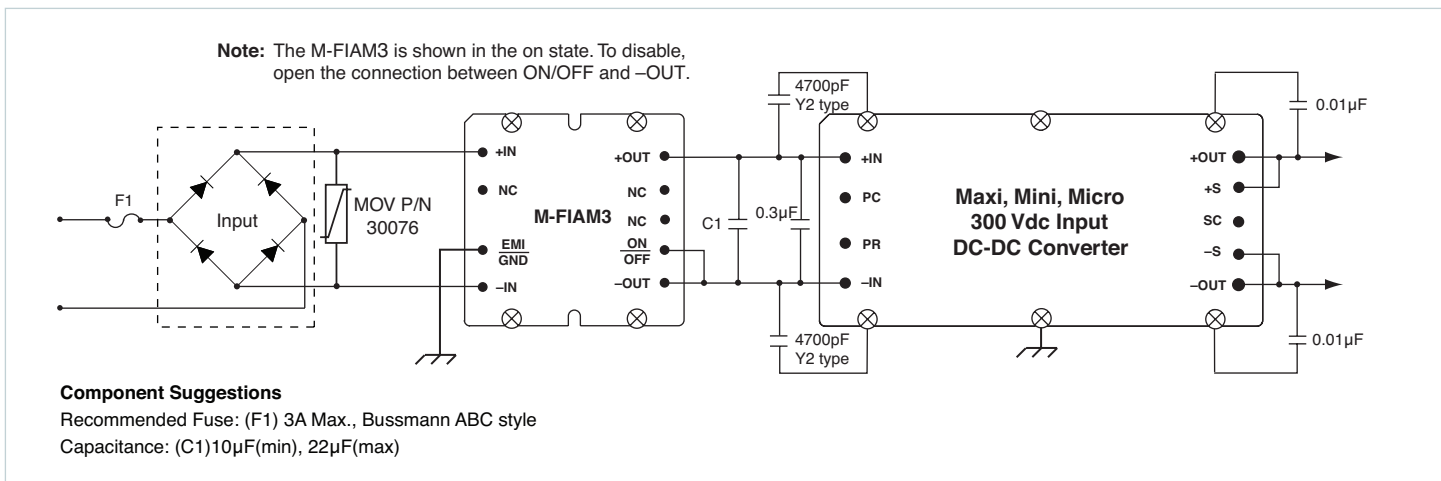 Note: The M-FIAM3 is shown in the on state. To disable,
open the connection between ON/OFF and –OUT.
F1
Input
MOV P/N
30076
+IN
NC
EMI
GND
–IN
M-FIAM3
+OUT
NC
NC
ON
OFF
–OUT
4700pF
Y2 type
C1
0.3µF
4700pF
Y2 type
+IN
PC
PR
–IN
Maxi, Mini, Micro
300 Vdc Input
DC-DC Converter
+OUT
+S
SC
–S
–OUT
0.01µF
0.01µF
Component Suggestions
Recommended Fuse: (F1) 3A Max., Bussmann ABC style
Capacitance: (C1)10µF(min), 22µF(max)